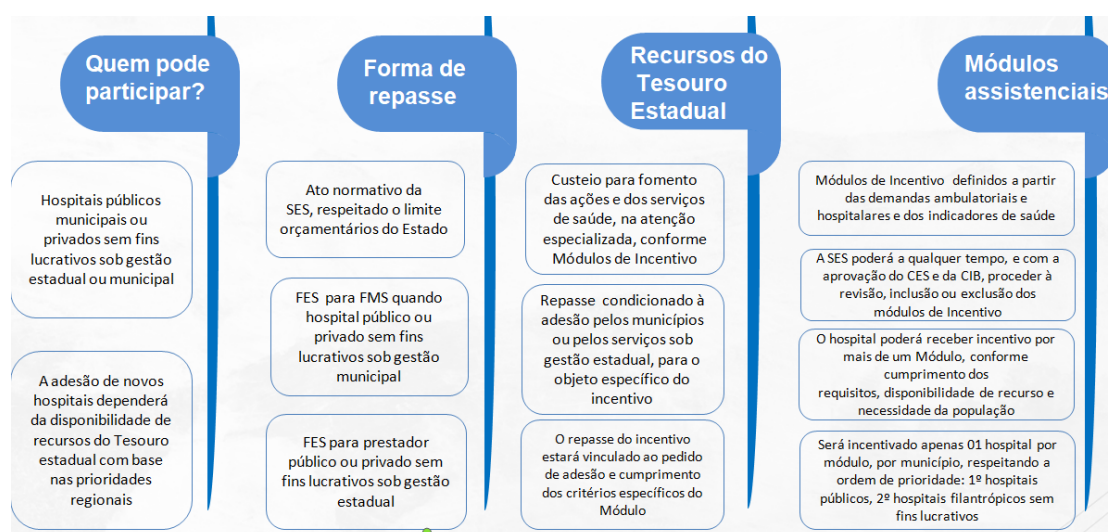 Quem pode
participar?
Hospitais públicos
municipais ou
privados sem fins
lucrativos sob gestão
estadual ou municipal
A adesão de novos
hospitais dependerá
da disponibilidade de
recursos do Tesouro
estadual com base
nas prioridades
regionais
Forma de
repasse
Ato normativo da
SES, respeitado o limite
orçamentários do Estado
FES para FMS quando
hospital público ou
privado sem fins
lucrativos sob gestão
municipal
FES para prestador
público ou privado sem
fins lucrativos sob gestão
estadual
Recursos do
Tesouro
Estadual
Custeio para fomento
das ações e dos serviços
de saúde, na atenção
especializada, conforme
Módulos de Incentivo
Repasse condicionado à
adesão pelos municípios
ou pelos serviços sob
gestão estadual, para o
objeto específico do
incentivo
O repasse do incentivo
estará vinculado ao pedido
de adesão e cumprimento
dos critérios específicos do
Módulo
Módulos
assistenciais
Módulos de Incentivo definidos a partir
das demandas ambulatoriais e
hospitalares e dos indicadores de saúde
A SES poderá a qualquer tempo, e com a
aprovação do CES e da CIB, proceder à
revisão, inclusão ou exclusão dos
módulos de Incentivo
O hospital poderá receber incentivo por
mais de um Módulo, conforme
cumprimento dos
requisitos, disponibilidade de recurso e
necessidade da população
Será incentivado apenas 01 hospital por
módulo, por município, respeitando a
ordem de prioridade: 1º hospitais
públicos, 2º hospitais filantrópicos sem
fins lucrativos